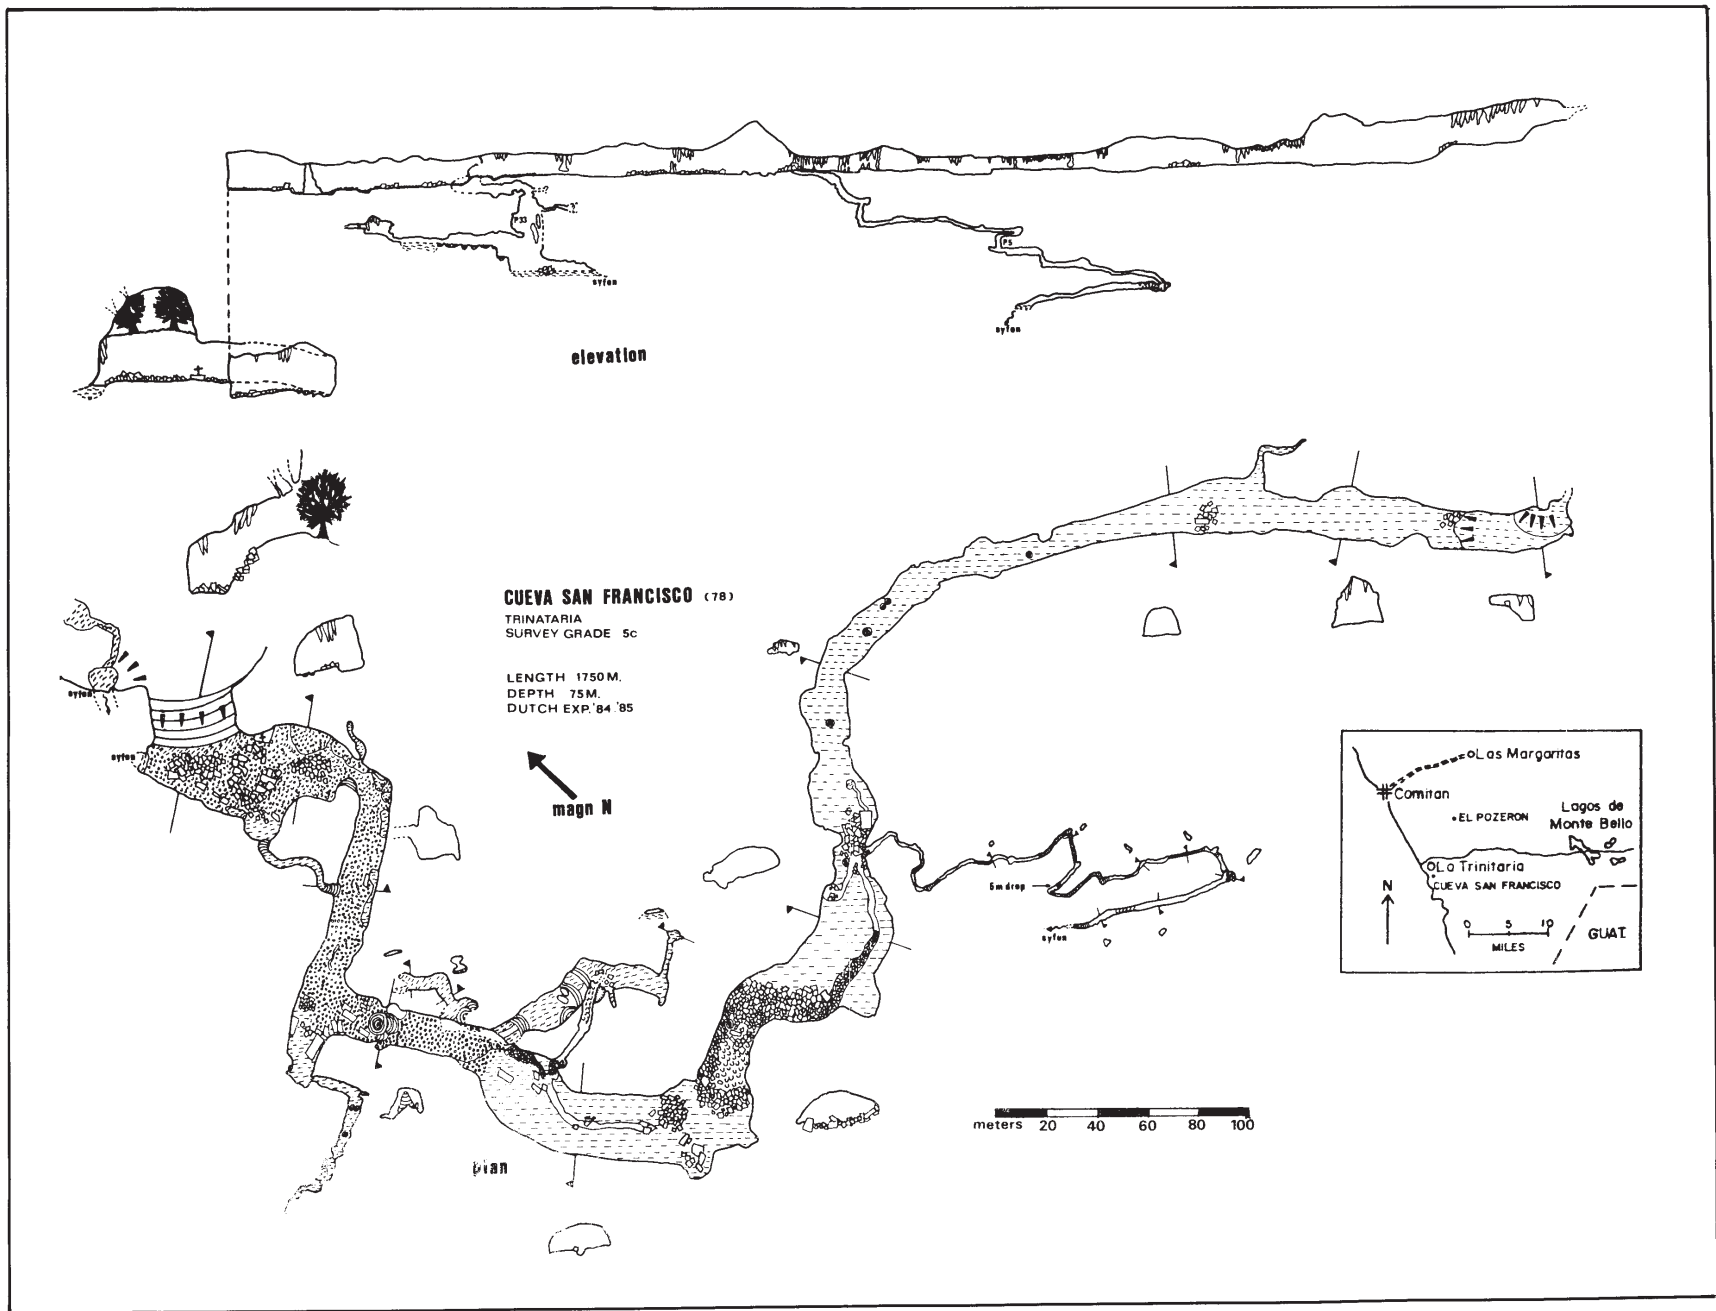 P33
?
?
syfon
P5
syfon
elevation
CUEVA SAN FRANCISCO (78)
TRINATARIA
SURVEY GRADE 5c
LENGTH 1750 M.
DEPTH 75 M.
DUTCH EXP. '84 '85
magn N
syfon
syfon
5m drop
syfon
plan
meters 20 40 60 80 100
Las Margaritas
Comitan
EL POZERON
Lagos de
Monte Bello
La Trinitaria
CUEVA SAN FRANCISCO
N
0 5 10
MILES
GUAT.